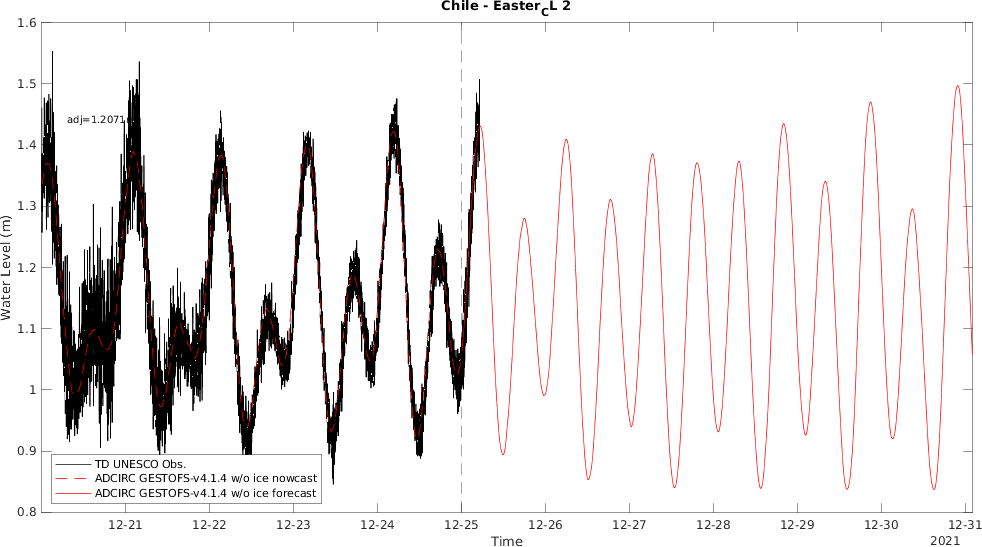 Chile - Easter_CL 2
1.6
1.5
1.4
1.3
1.2
1.1
1
0.9
0.8
Water Level (m)
adj=1.2071
TD UNESCO Obs.
ADCIRC GESTOFS-v4.1.4 w/o ice nowcast
ADCIRC GESTOFS-v4.1.4 w/o ice forecast
12-21 12-22 12-23 12-24 12-25 12-26 12-27 12-28 12-29 12-30 12-31
Time
2021